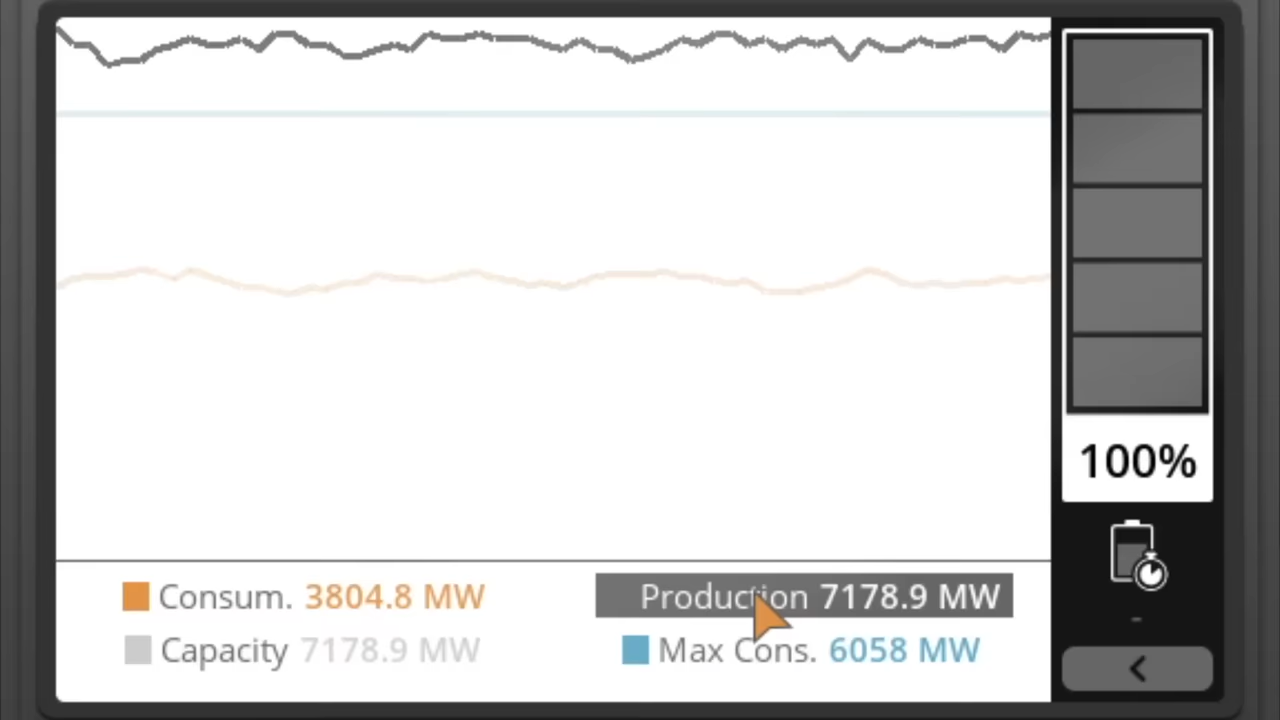 Consum. 3804.8 MW
Production 7178.9 MW
Capacity 7178.9 MW
Max Cons. 6058 MW
100%
-